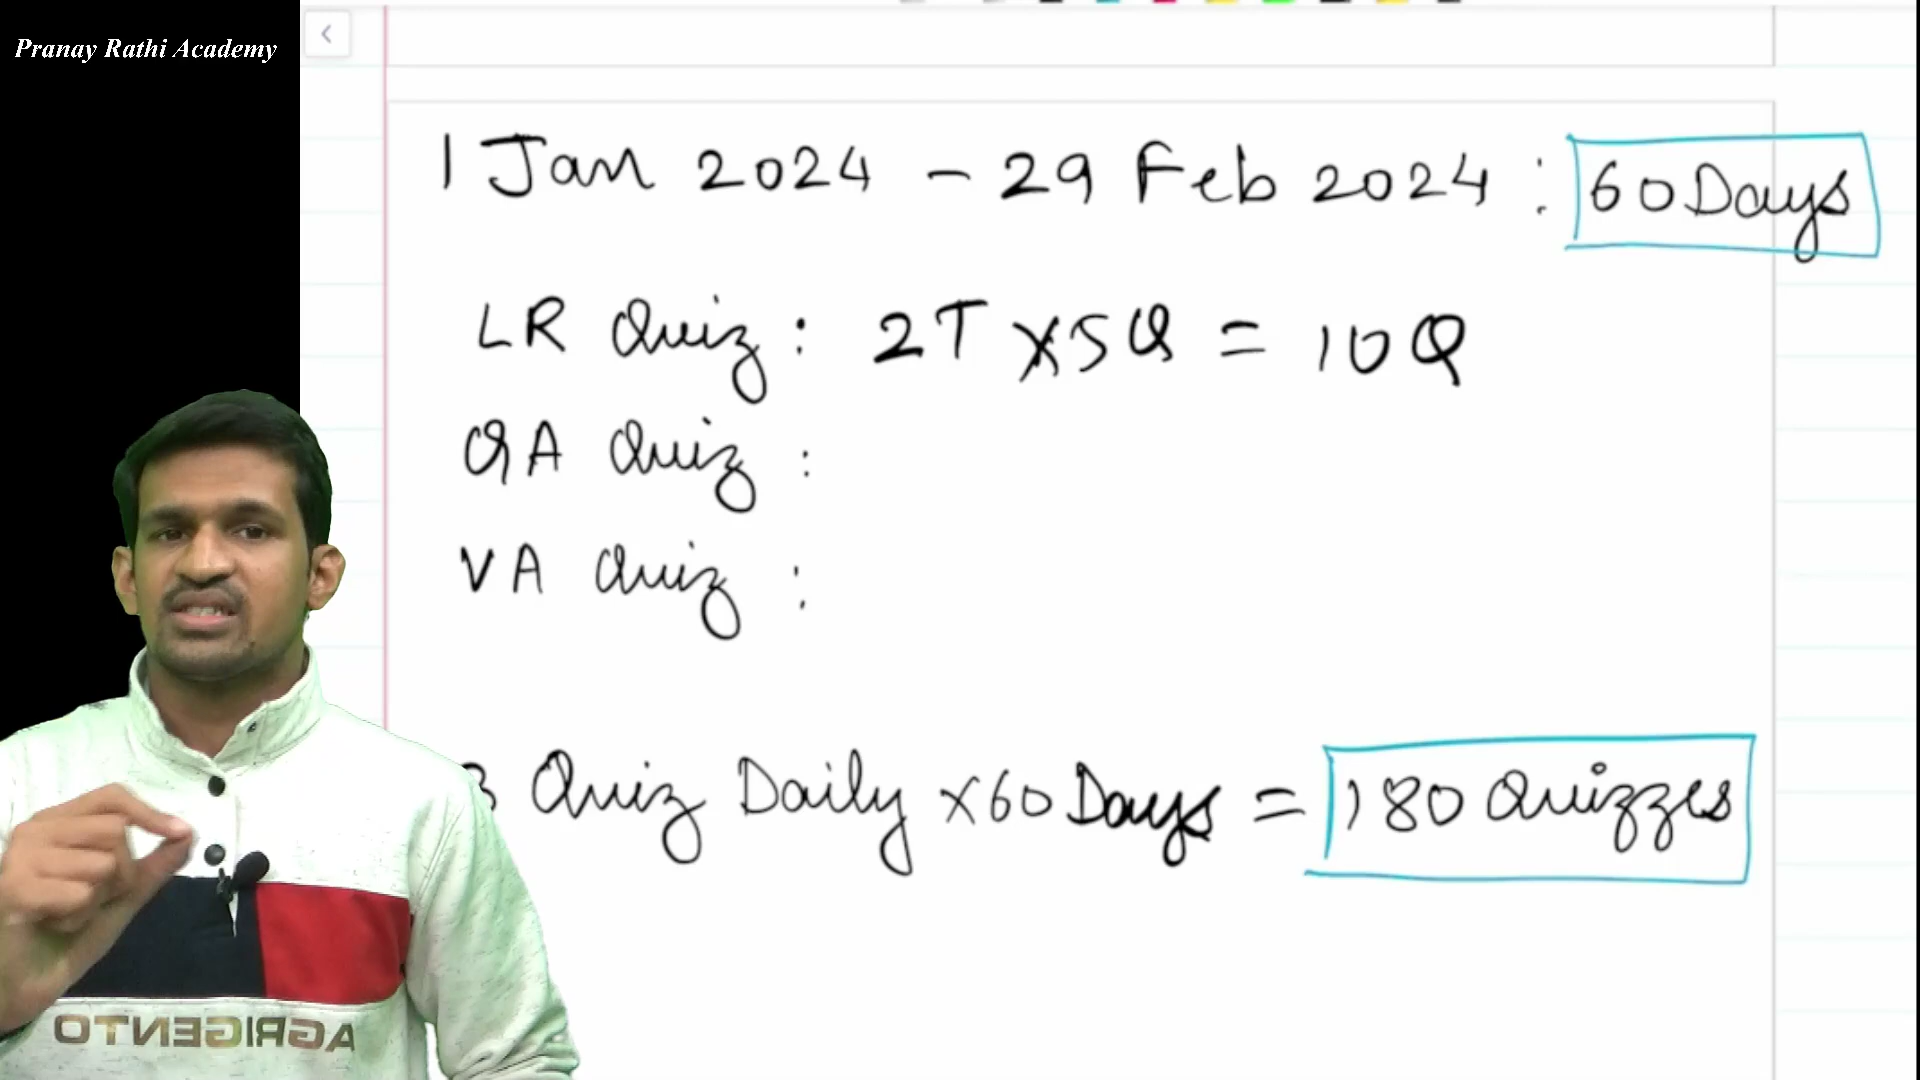 Pranay Rathi Academy
1 Jan 2024 - 29 Feb 2024 : 60 Days
LR Quiz : 2T x 5Q = 10Q
QA Quiz :
VA Quiz :
3 Quiz Daily x 60 Days = 180 Quizzes
AGRIGENTO